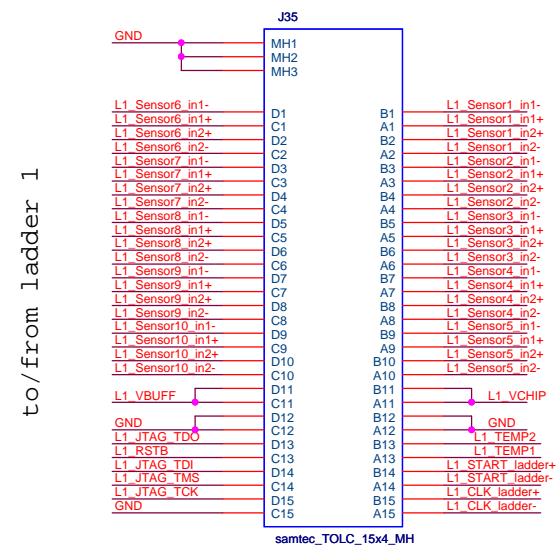 J35
GND
MH1
MH2
MH3
L1_Sensor6_in1- D1 B1 L1_Sensor1_in1-
L1_Sensor6_in1+ C1 A1 L1_Sensor1_in1+
L1_Sensor6_in2+ D2 B2 L1_Sensor1_in2+
L1_Sensor6_in2- C2 A2 L1_Sensor1_in2-
L1_Sensor7_in1- D3 B3 L1_Sensor2_in1-
L1_Sensor7_in1+ C3 A3 L1_Sensor2_in1+
L1_Sensor7_in2+ D4 B4 L1_Sensor2_in2+
L1_Sensor7_in2- C4 A4 L1_Sensor2_in2-
L1_Sensor8_in1- D5 B5 L1_Sensor3_in1-
L1_Sensor8_in1+ C5 A5 L1_Sensor3_in1+
L1_Sensor8_in2+ D6 B6 L1_Sensor3_in2+
L1_Sensor8_in2- C6 A6 L1_Sensor3_in2-
L1_Sensor9_in1- D7 B7 L1_Sensor4_in1-
L1_Sensor9_in1+ C7 A7 L1_Sensor4_in1+
L1_Sensor9_in2+ D8 B8 L1_Sensor4_in2+
L1_Sensor9_in2- C8 A8 L1_Sensor4_in2-
L1_Sensor10_in1- D9 B9 L1_Sensor5_in1-
L1_Sensor10_in1+ C9 A9 L1_Sensor5_in1+
L1_Sensor10_in2+ D10 B10 L1_Sensor5_in2+
L1_Sensor10_in2- C10 A10 L1_Sensor5_in2-
D11 B11
L1_VBUFF C11 A11 L1_VCHIP
D12 B12
GND C12 A12 GND
L1_JTAG_TDO D13 B13 L1_TEMP2
L1_RSTB C13 A13 L1_TEMP1
L1_JTAG_TDI D14 B14 L1_START_ladder+
L1_JTAG_TMS C14 A14 L1_START_ladder-
L1_JTAG_TCK D15 B15 L1_CLK_ladder+
GND C15 A15 L1_CLK_ladder-
samtec_TOLC_15x4_MH
to/from ladder 1